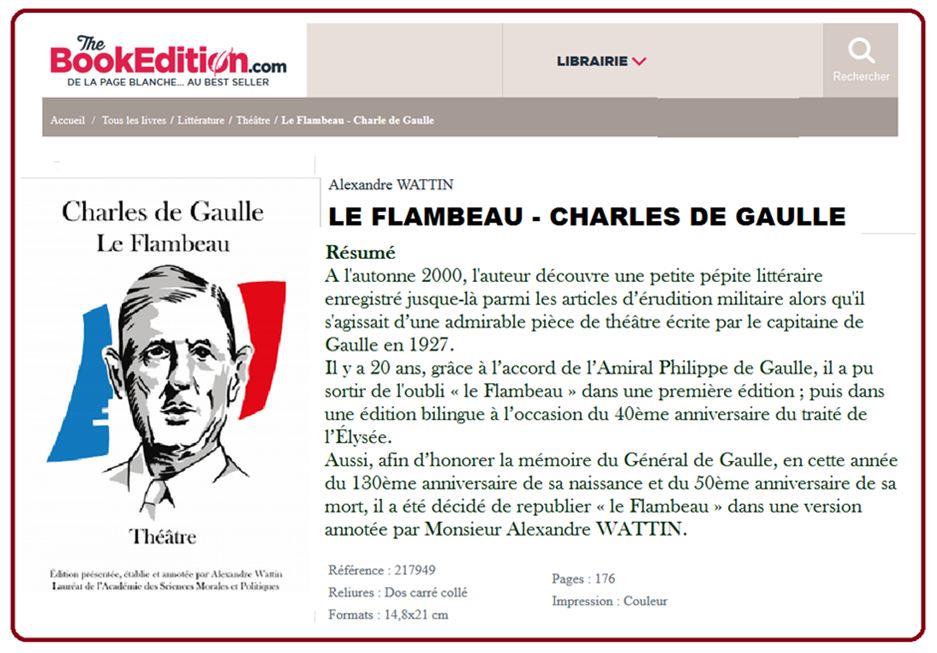 The
BookEdition.com
DE LA PAGE BLANCHE... AU BEST SELLER
LIBRAIRIE
Rechercher
Accueil / Tous les livres / Littérature / Théâtre / Le Flambeau - Charle de Gaulle
Charles de Gaulle
Le Flambeau
Théâtre
Édition présentée, établie et annotée par Alexandre Wattin
Lauréat de l'Académie des Sciences Morales et Politiques
Alexandre WATTIN
LE FLAMBEAU - CHARLES DE GAULLE
Résumé
A l'autonne 2000, l'auteur découvre une petite pépite littéraire
enregistré jusque-là parmi les articles d’érudition militaire alors qu'il
s'agissait d’une admirable pièce de théâtre écrite par le capitaine de
Gaulle en 1927.
Il y a 20 ans, grâce à l’accord de l’Amiral Philippe de Gaulle, il a pu
sortir de l'oubli « le Flambeau » dans une première édition ; puis dans
une édition bilingue à l’occasion du 40ème anniversaire du traité de
l’Élysée.
Aussi, afin d’honorer la mémoire du Général de Gaulle, en cette année
du 130ème anniversaire de sa naissance et du 50ème anniversaire de sa
mort, il a été décidé de republier « le Flambeau » dans une version
annotée par Monsieur Alexandre WATTIN.
Référence : 217949
Reliures : Dos carré collé
Formats : 14,8x21 cm
Pages : 176
Impression : Couleur